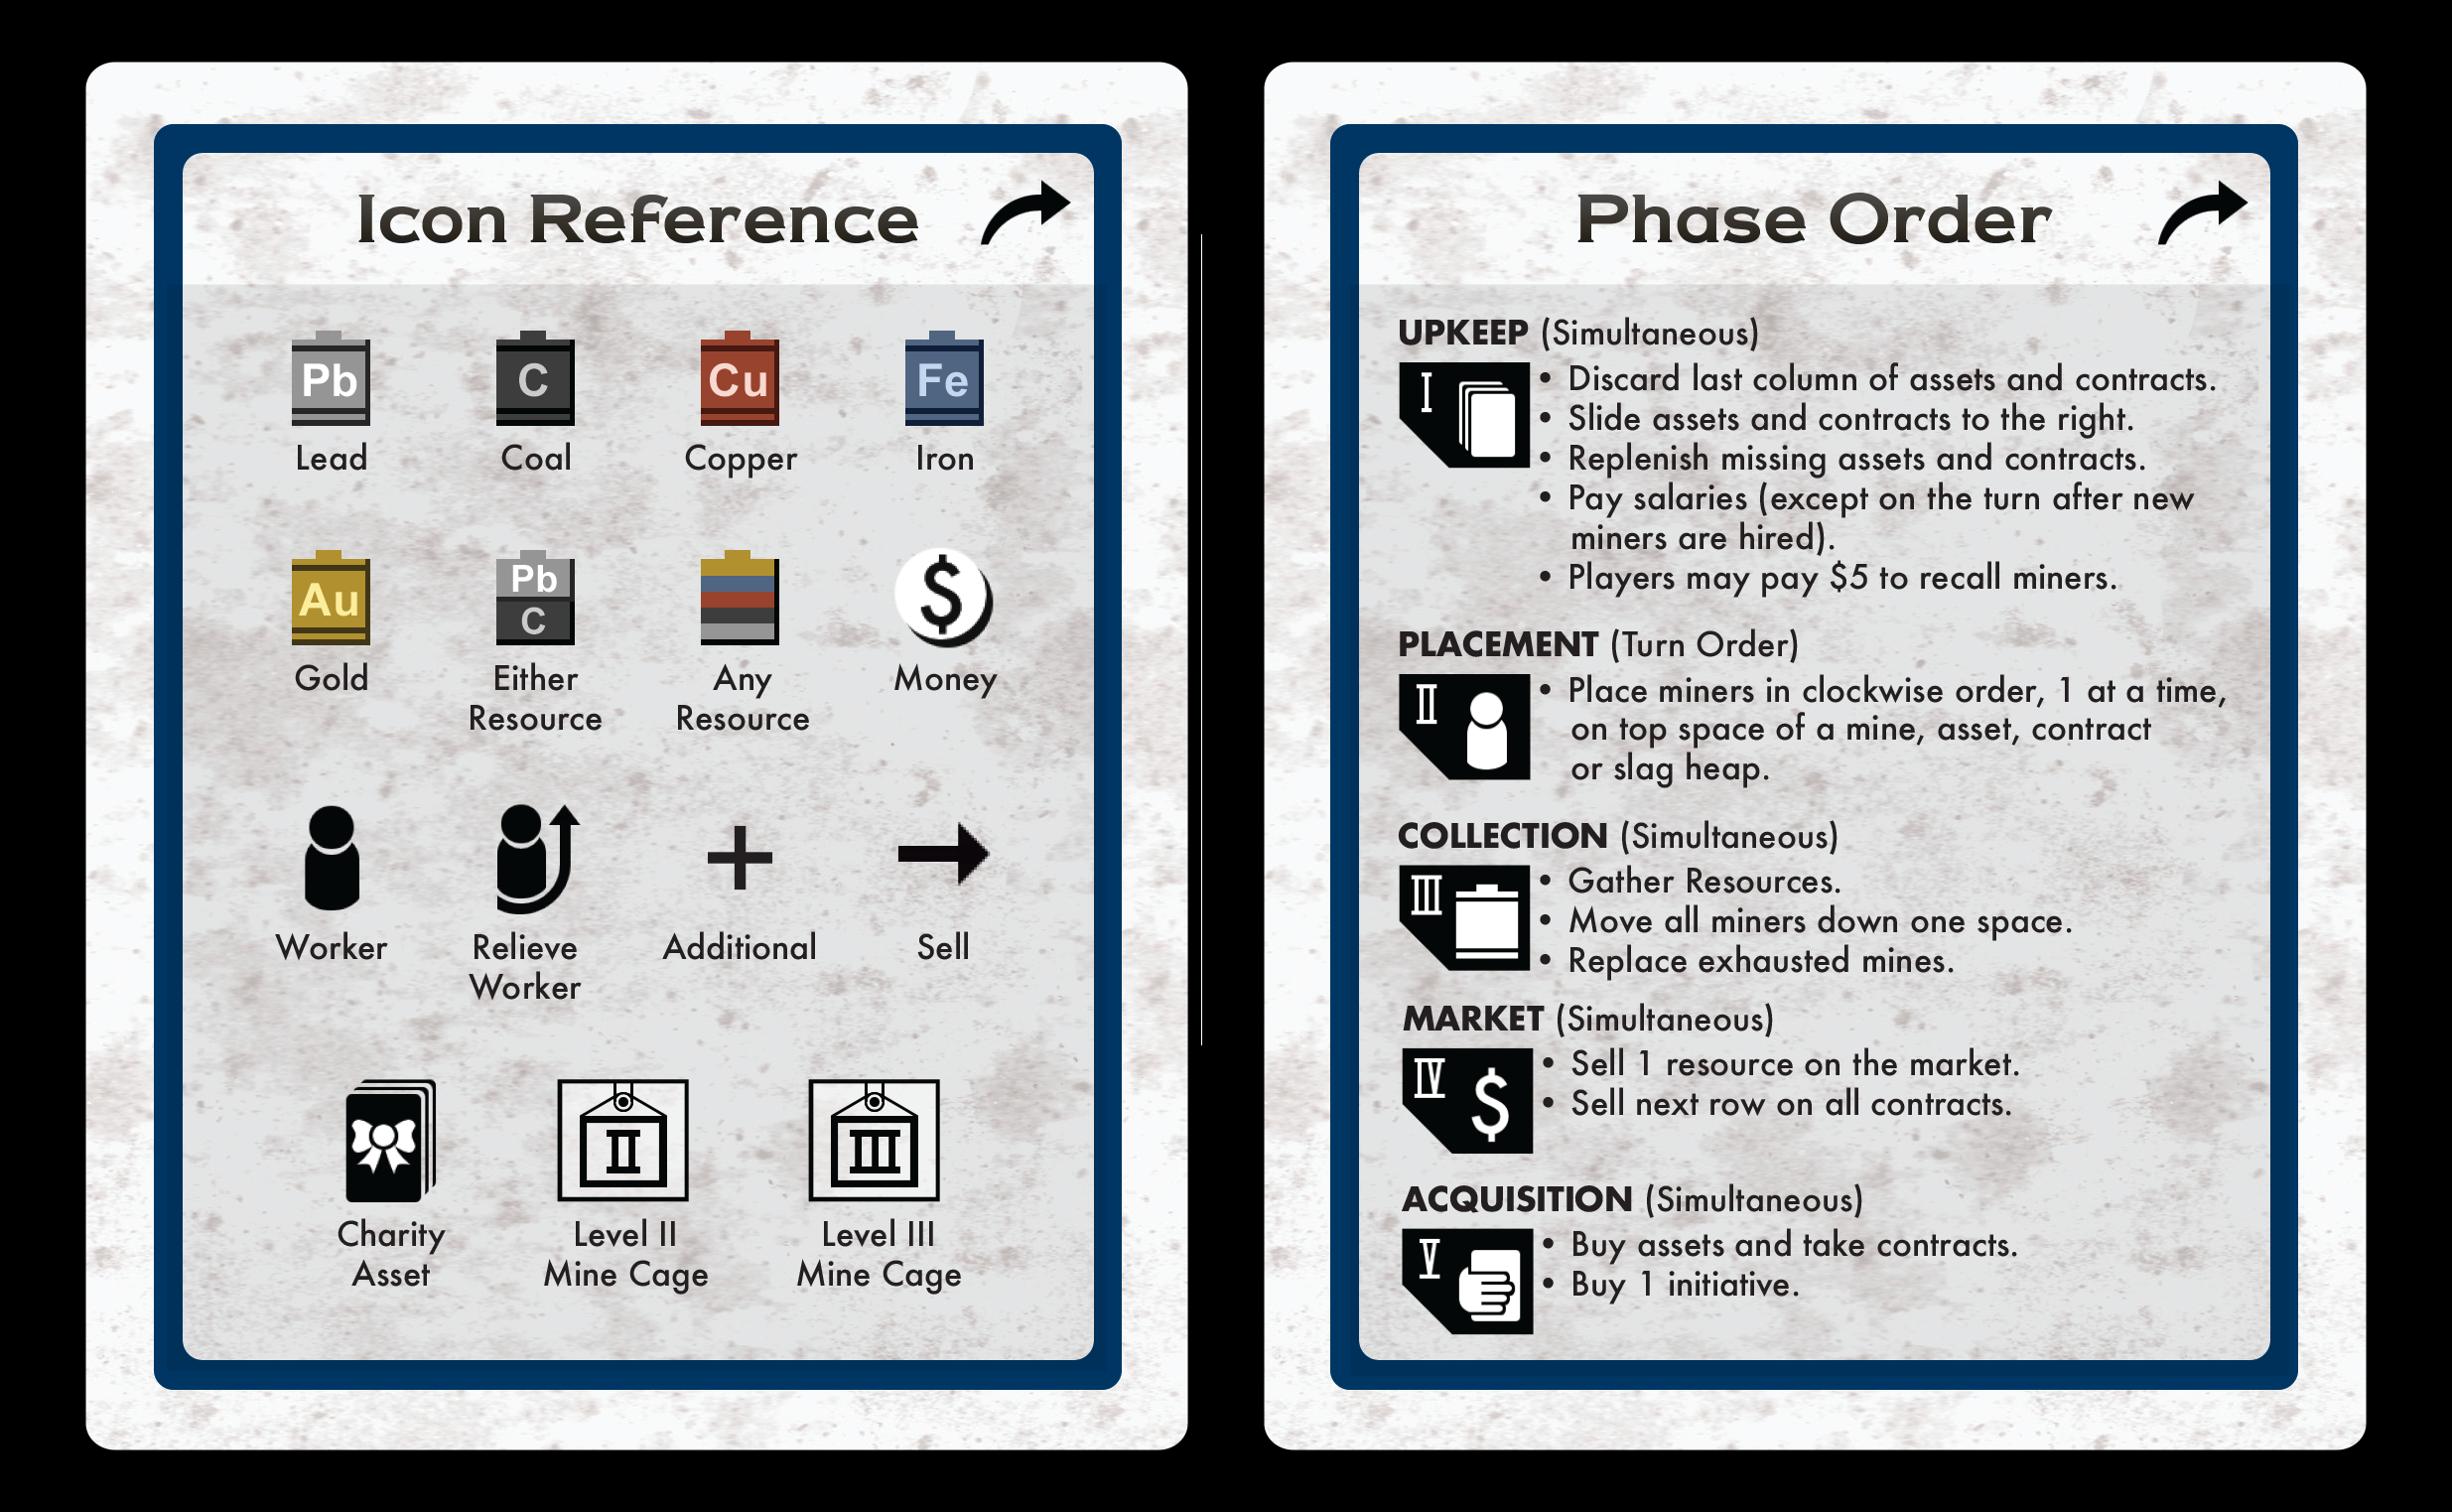 Icon Reference
Pb C Cu Fe
Lead Coal Copper Iron
Au Pb $
C
Gold Either Any Money
Resource Resource
+
Worker Relieve Additional Sell
Worker
II III
Charity Level II Level III
Asset Mine Cage Mine Cage
Phase Order
UPKEEP (Simultaneous)
I
• Discard last column of assets and contracts.
• Slide assets and contracts to the right.
• Replenish missing assets and contracts.
• Pay salaries (except on the turn after new
miners are hired).
• Players may pay $5 to recall miners.
PLACEMENT (Turn Order)
II
• Place miners in clockwise order, 1 at a time,
on top space of a mine, asset, contract
or slag heap.
COLLECTION (Simultaneous)
III
• Gather Resources.
• Move all miners down one space.
• Replace exhausted mines.
MARKET (Simultaneous)
IV $
• Sell 1 resource on the market.
• Sell next row on all contracts.
ACQUISITION (Simultaneous)
V
• Buy assets and take contracts.
• Buy 1 initiative.